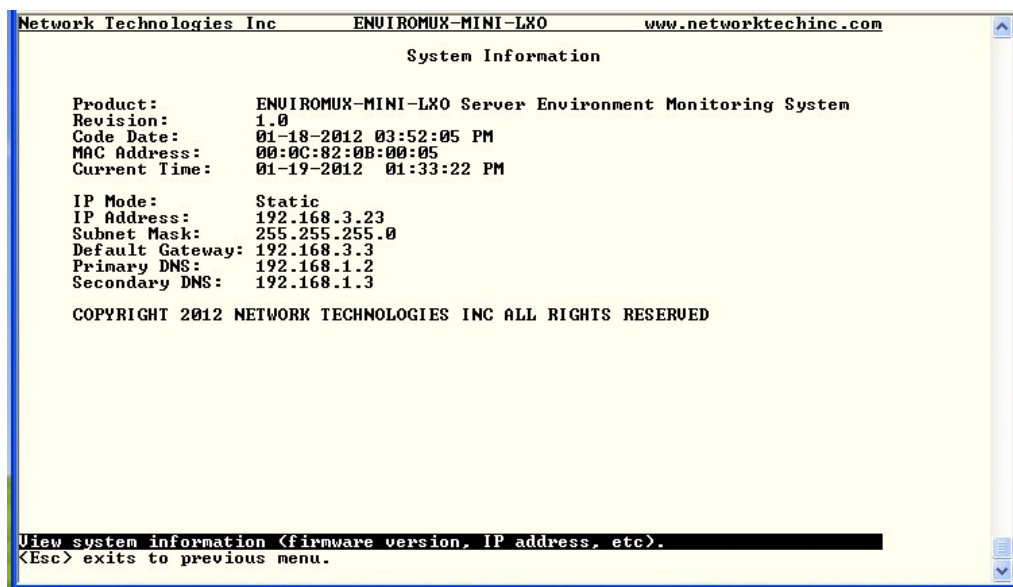 Network Technologies Inc ENVIROMUX-MINI-LXO www.networktechinc.com
System Information
Product: ENVIROMUX-MINI-LXO Server Environment Monitoring System
Revision: 1.0
Code Date: 01-18-2012 03:52:05 PM
MAC Address: 00:0C:82:0B:00:05
Current Time: 01-19-2012 01:33:22 PM
IP Mode: Static
IP Address: 192.168.3.23
Subnet Mask: 255.255.255.0
Default Gateway: 192.168.3.3
Primary DNS: 192.168.1.2
Secondary DNS: 192.168.1.3
COPYRIGHT 2012 NETWORK TECHNOLOGIES INC ALL RIGHTS RESERVED
View system information (firmware version, IP address, etc).
<Esc> exits to previous menu.